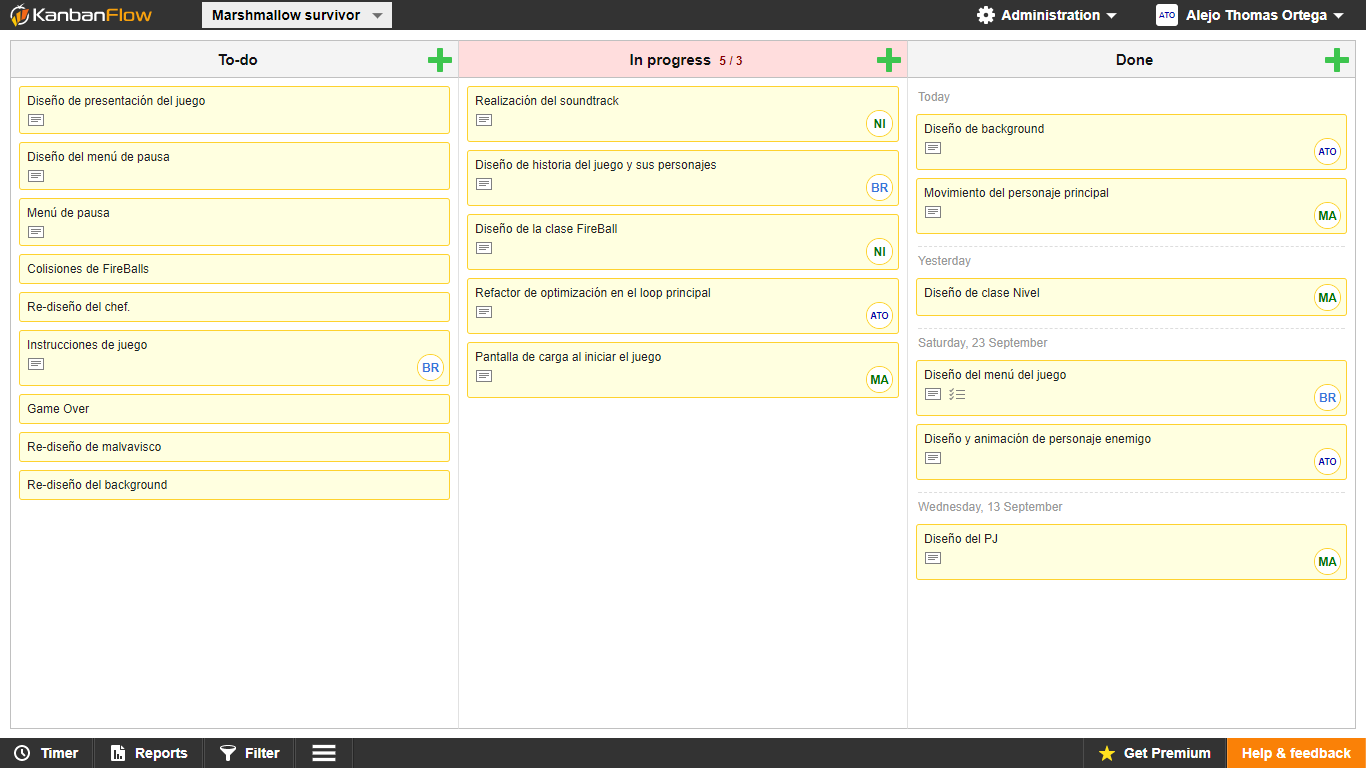 KanbanFlow
Marshmallow survivor
Administration
ATO Alejo Thomas Ortega
To-do
Diseño de presentación del juego
Diseño del menú de pausa
Menú de pausa
Colisiones de FireBalls
Re-diseño del chef.
Instrucciones de juego
BR
Game Over
Re-diseño de malvavisco
Re-diseño del background
In progress 5 / 3
Realización del soundtrack
NI
Diseño de historia del juego y sus personajes
BR
Diseño de la clase FireBall
NI
Refactor de optimización en el loop principal
ATO
Pantalla de carga al iniciar el juego
MA
Done
Today
Diseño de background
ATO
Movimiento del personaje principal
MA
Yesterday
Diseño de clase Nivel
MA
Saturday, 23 September
Diseño del menú del juego
BR
Diseño y animación de personaje enemigo
ATO
Wednesday, 13 September
Diseño del PJ
MA
Timer
Reports
Filter
Get Premium
Help & feedback